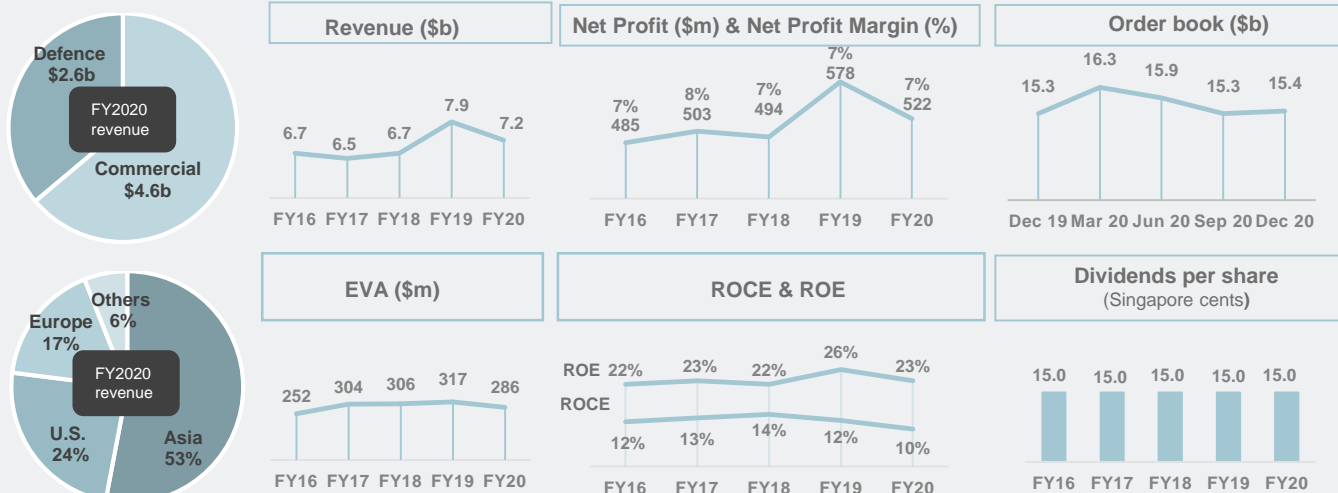 Defence
$2.6b
FY2020
revenue
Commercial
$4.6b
Revenue ($b)
6.7
6.5
6.7
7.9
7.2
FY16 FY17 FY18 FY19 FY20
Net Profit ($m) & Net Profit Margin (%)
7%
485
8%
503
7%
494
7%
578
7%
522
FY16 FY17 FY18 FY19 FY20
Order book ($b)
15.3
16.3
15.9
15.3
15.4
Dec 19 Mar 20 Jun 20 Sep 20 Dec 20
Others
6%
Europe
17%
FY2020
revenue
U.S.
24%
Asia
53%
EVA ($m)
252
304
306
317
286
FY16 FY17 FY18 FY19 FY20
ROCE & ROE
ROE 22% 23% 22% 26% 23%
ROCE
12% 13% 14% 12% 10%
FY16 FY17 FY18 FY19 FY20
Dividends per share
(Singapore cents)
15.0 15.0 15.0 15.0 15.0
FY16 FY17 FY18 FY19 FY20